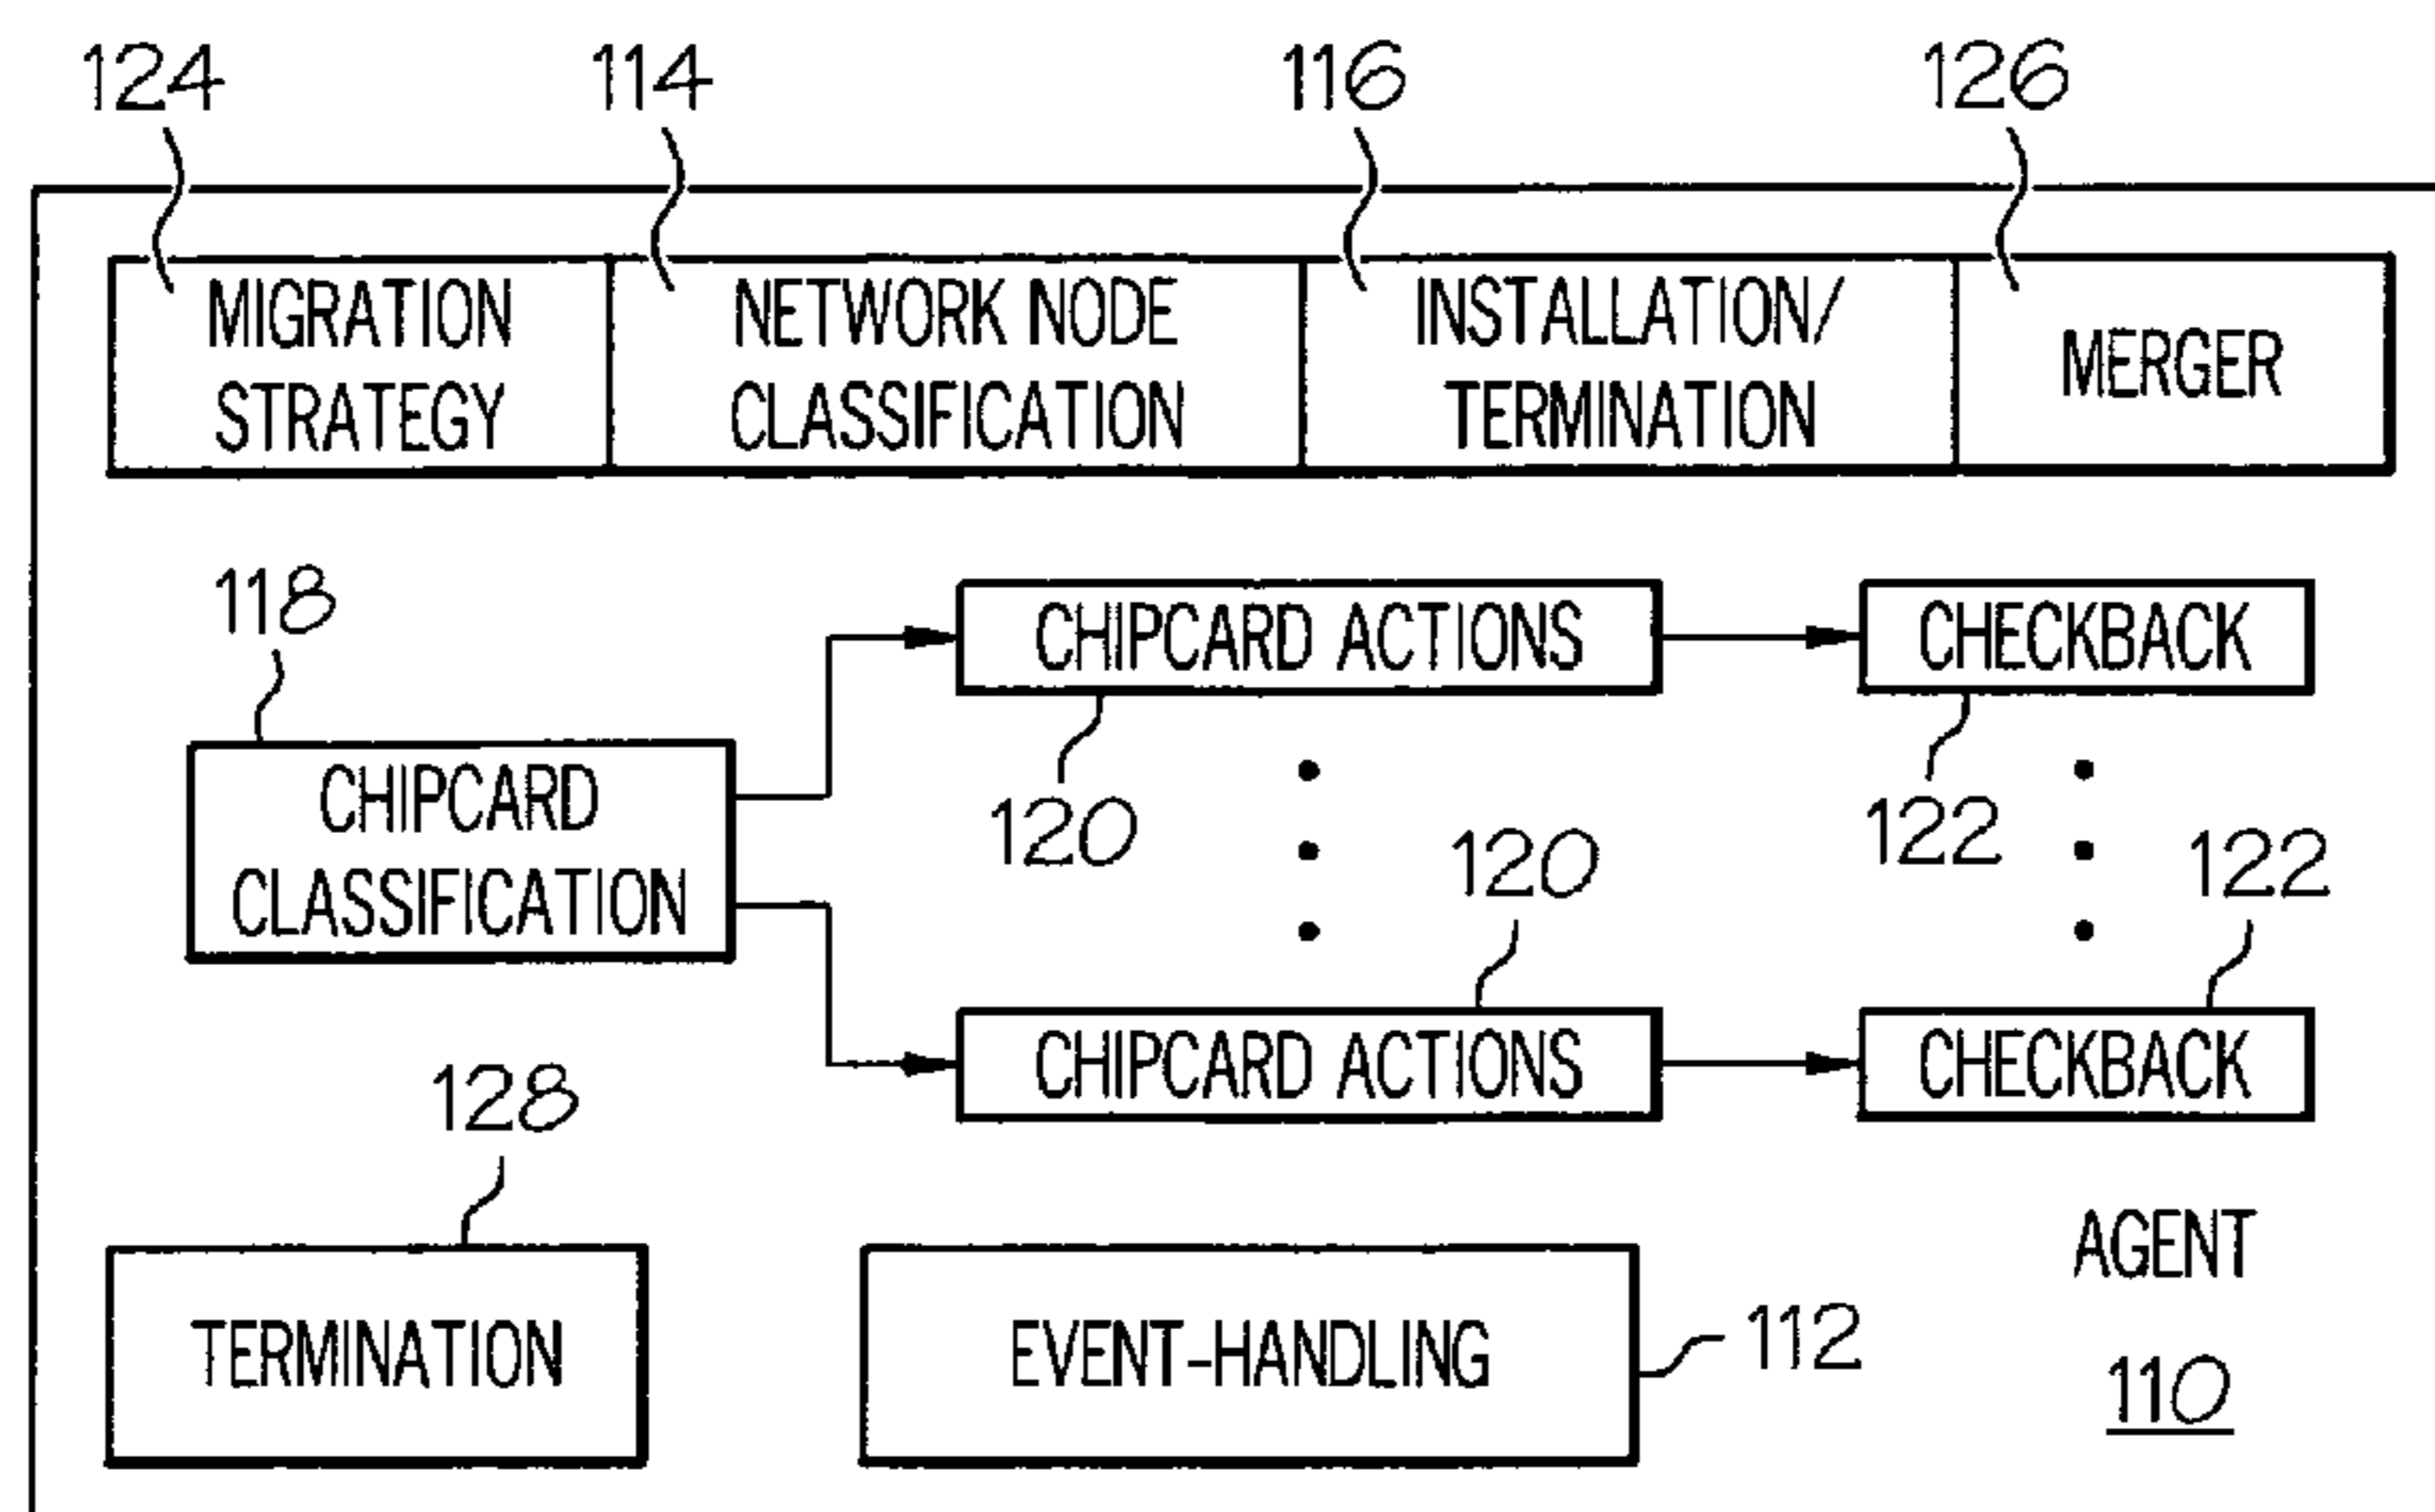 124 114 116 126
MIGRATION STRATEGY
NETWORK NODE CLASSIFICATION
INSTALLATION/ TERMINATION
MERGER
118
CHIPCARD ACTIONS
CHECKBACK
CHIPCARD
CLASSIFICATION
120
122
120
122
CHIPCARD ACTIONS
CHECKBACK
128
AGENT
TERMINATION
EVENT-HANDLING
112
110